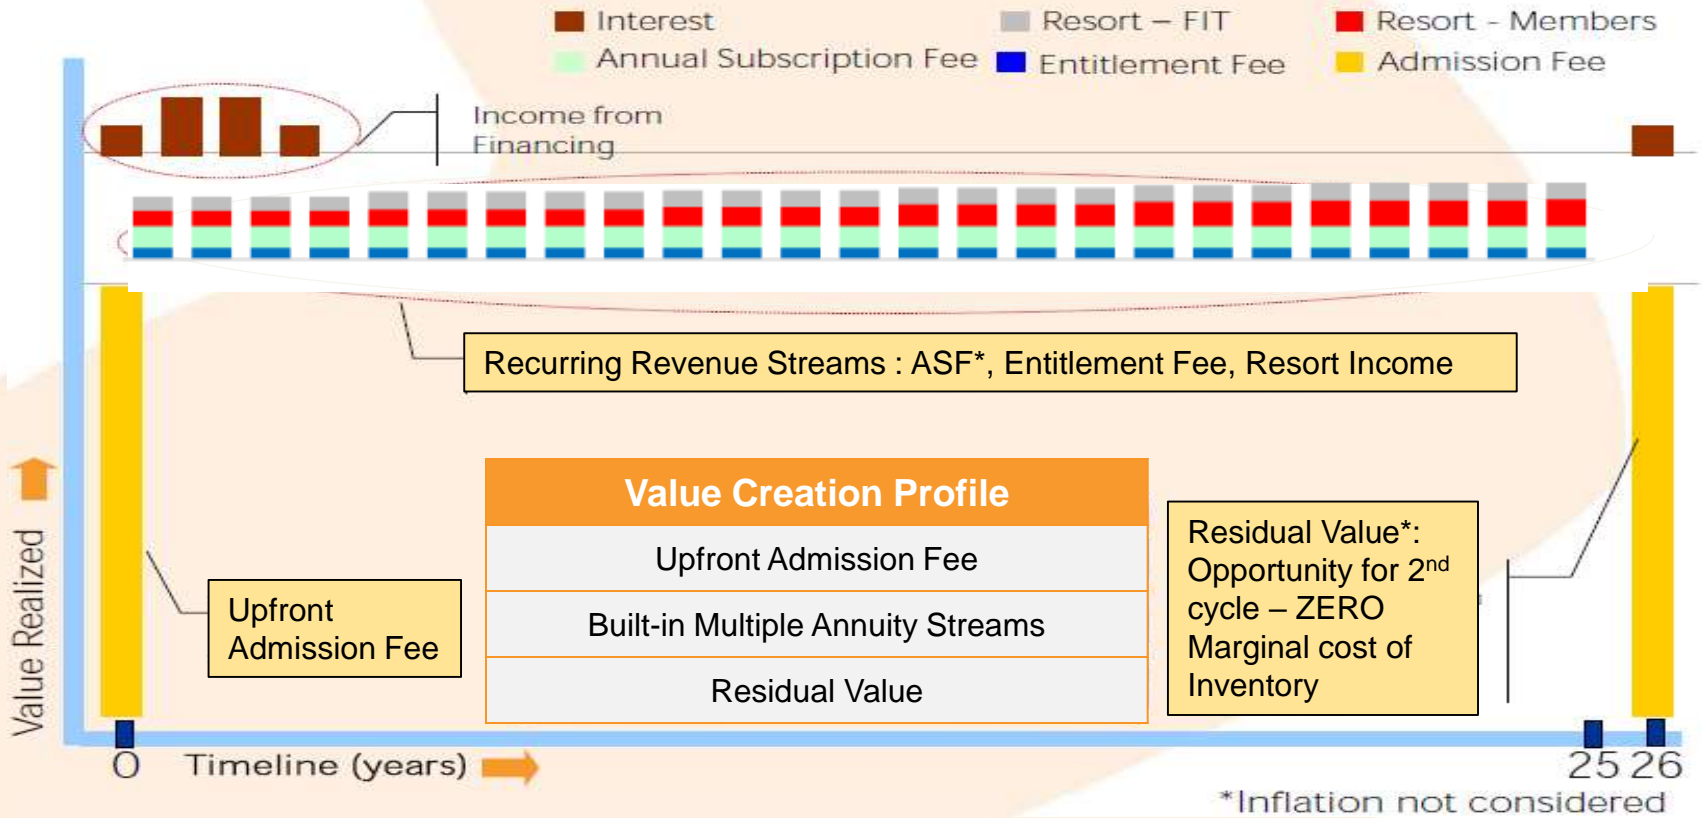 Interest
Resort – FIT
Resort - Members
Annual Subscription Fee
Entitlement Fee
Admission Fee
Income from
Financing
Recurring Revenue Streams : ASF*, Entitlement Fee, Resort Income
Value Realized
Upfront
Admission Fee
Value Creation Profile
Upfront Admission Fee
Built-in Multiple Annuity Streams
Residual Value
Residual Value*:
Opportunity for 2nd
cycle – ZERO
Marginal cost of
Inventory
0
Timeline (years)
25
26
*Inflation not considered